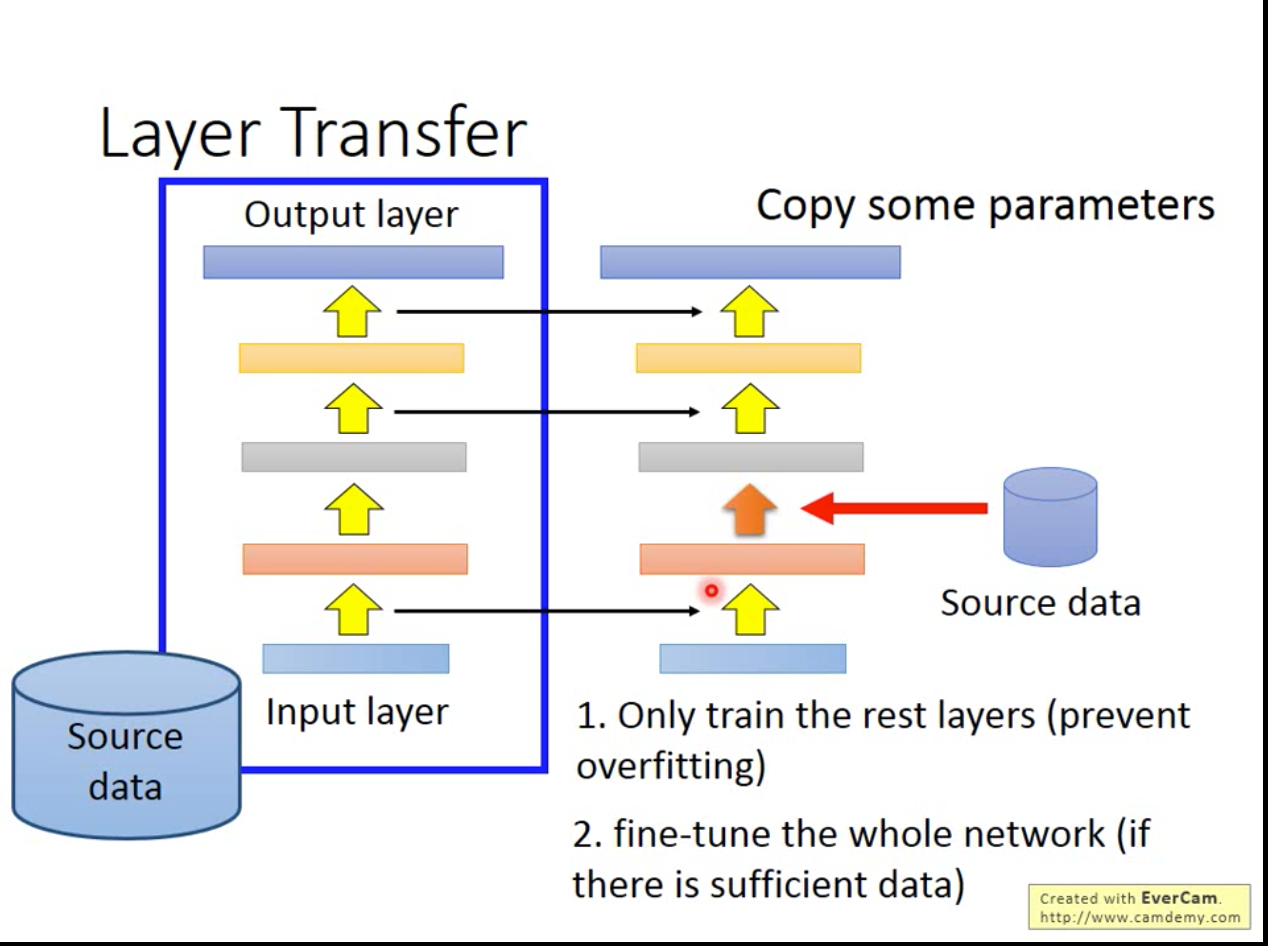 Layer Transfer
Output layer
Copy some parameters
Source data
Input layer
Source
data
1. Only train the rest layers (prevent
overfitting)
2. fine-tune the whole network (if
there is sufficient data)
Created with EverCam.
http://www.camdemy.com